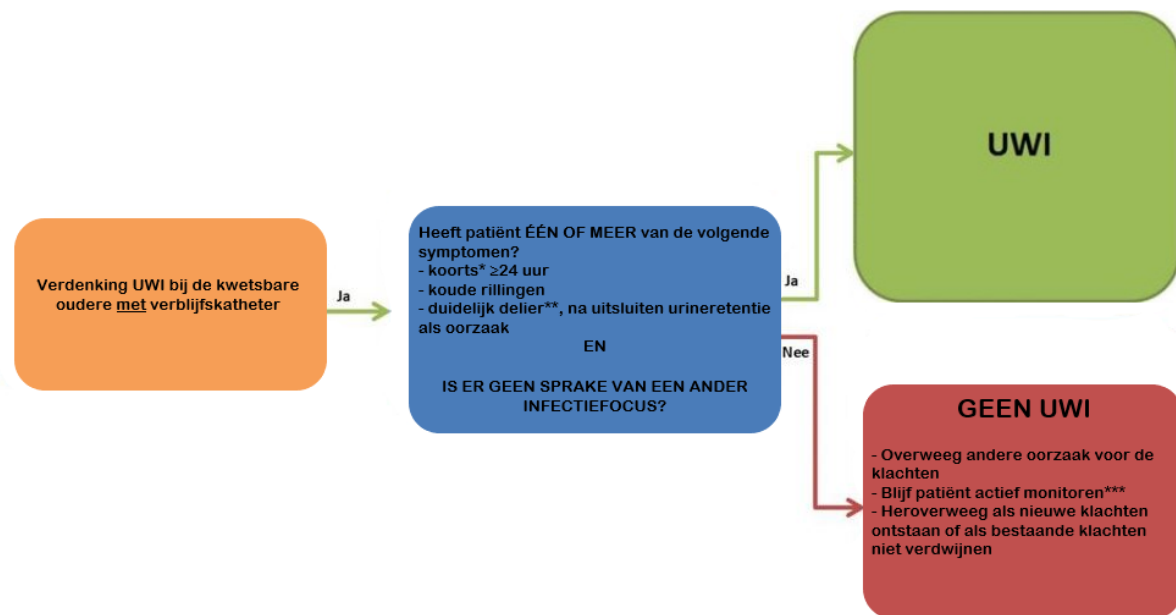 Verdenking UWI bij de kwetsbare
oudere met verblijfskatheter
Ja
Heeft patiënt ÉÉN OF MEER van de volgende
symptomen?
- koorts* ≥24 uur
- koude rillingen
- duidelijk delier**, na uitsluiten urineretentie
als oorzaak
EN
IS ER GEEN SPRAKE VAN EEN ANDER
INFECTIEFOCUS?
Ja
UWI
Nee
GEEN UWI
- Overweeg andere oorzaak voor de
klachten
- Blijf patiënt actief monitoren***
- Heroverweeg als nieuwe klachten
ontstaan of als bestaande klachten
niet verdwijnen